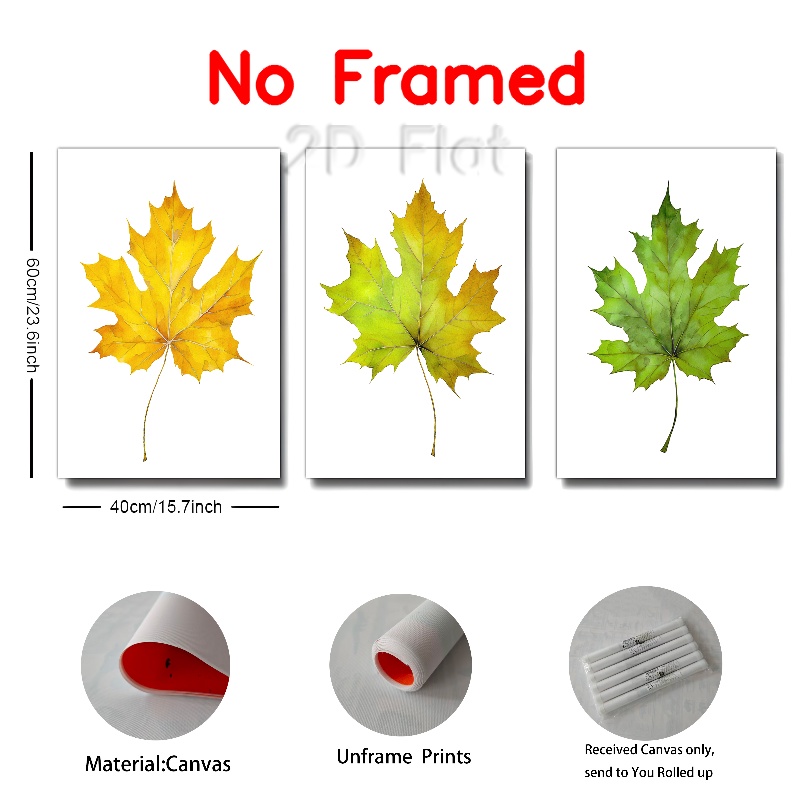 No Framed
2D Flat
60cm/23.6inch
40cm/15.7inch
Material:Canvas
Unframe Prints
Received Canvas only,
send to You Rolled up